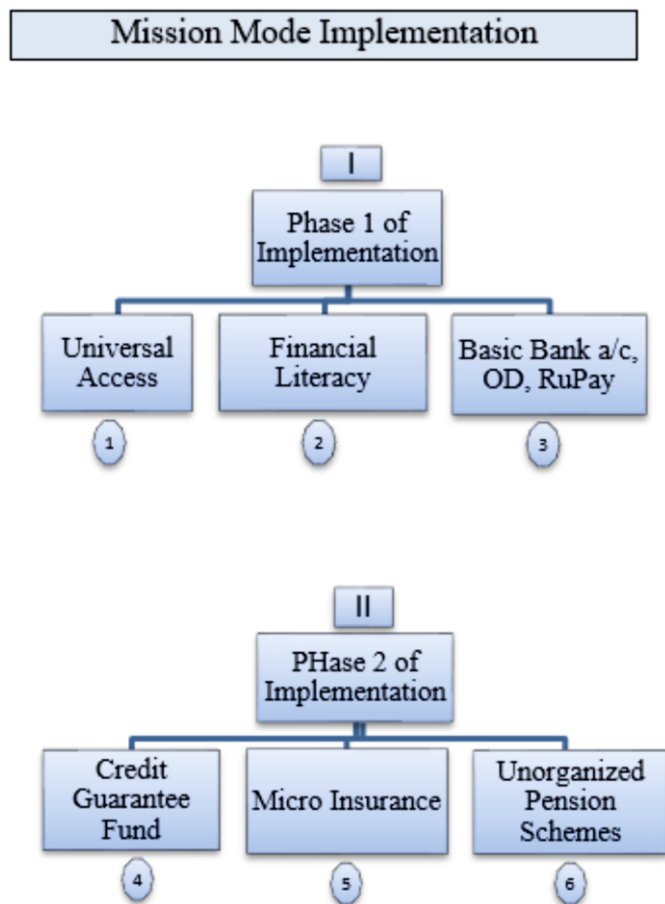 Mission Mode Implementation
I
Phase 1 of
Implementation
Universal
Access
Financial
Literacy
Basic Bank a/c,
OD, RuPay
1
2
3
II
PHase 2 of
Implementation
Credit
Guarantee
Fund
Micro Insurance
Unorganized
Pension
Schemes
4
5
6